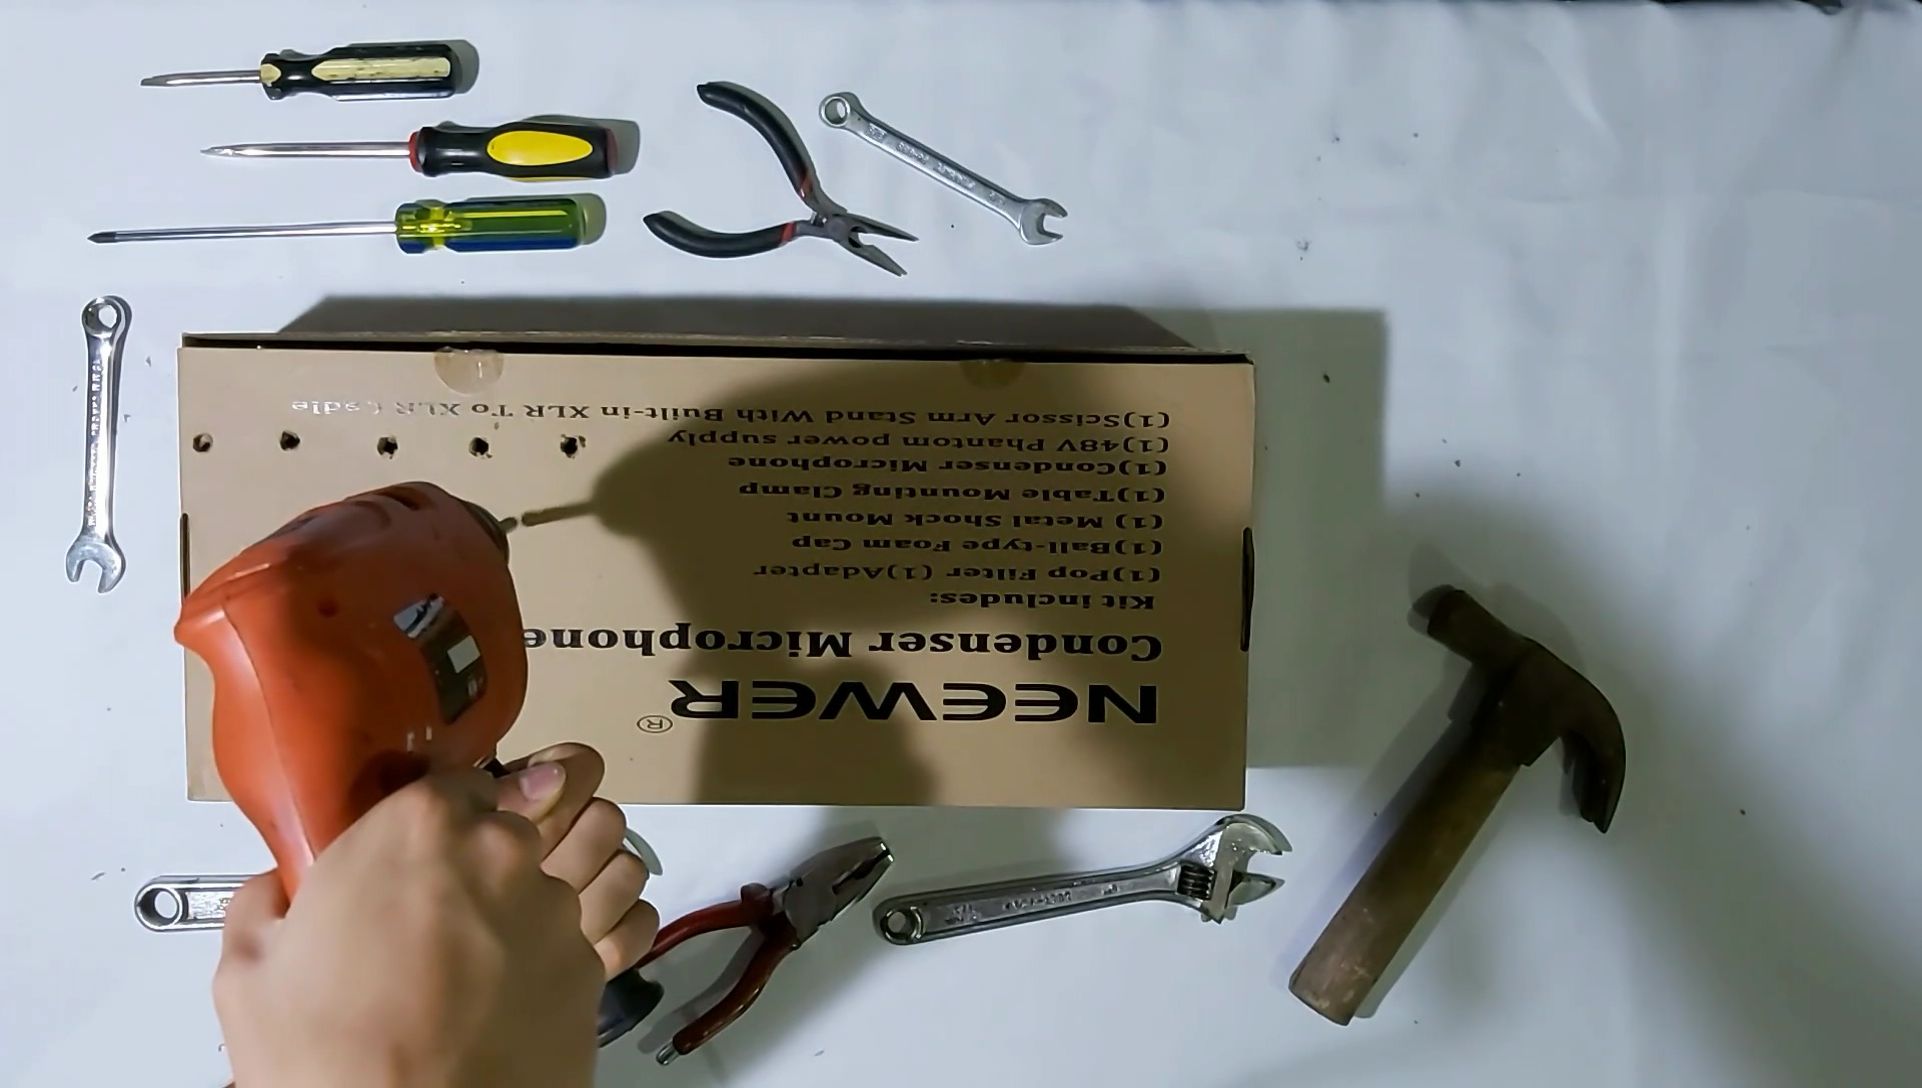 NEEWER®
Condenser Microphone
Kit includes:
(1)Pop Filter (1)Adapter
(1)Ball-type Foam Cap
(1) Metal Shock Mount
(1)Table Mounting Clamp
(1)Condenser Microphone
(1)48V Phantom power supply
(1)Scissor Arm Stand With Built-in XLR To XLR Cable